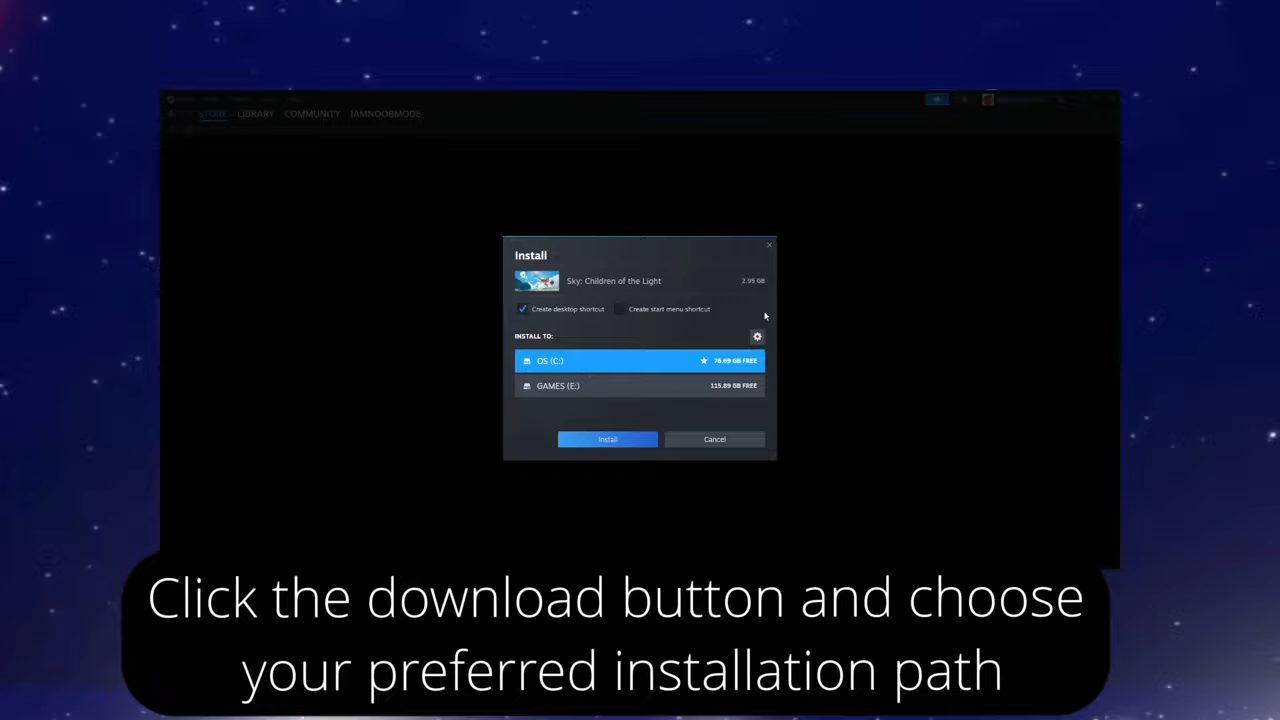 STORE LIBRARY COMMUNITY IAMNOOBMODE
Install
Sky: Children of the Light 2.95 GB
Create desktop shortcut Create start menu shortcut
INSTALL TO:
OS (C:) 76.69 GB FREE
GAMES (E:) 115.89 GB FREE
Install Cancel
Click the download button and choose
your preferred installation path